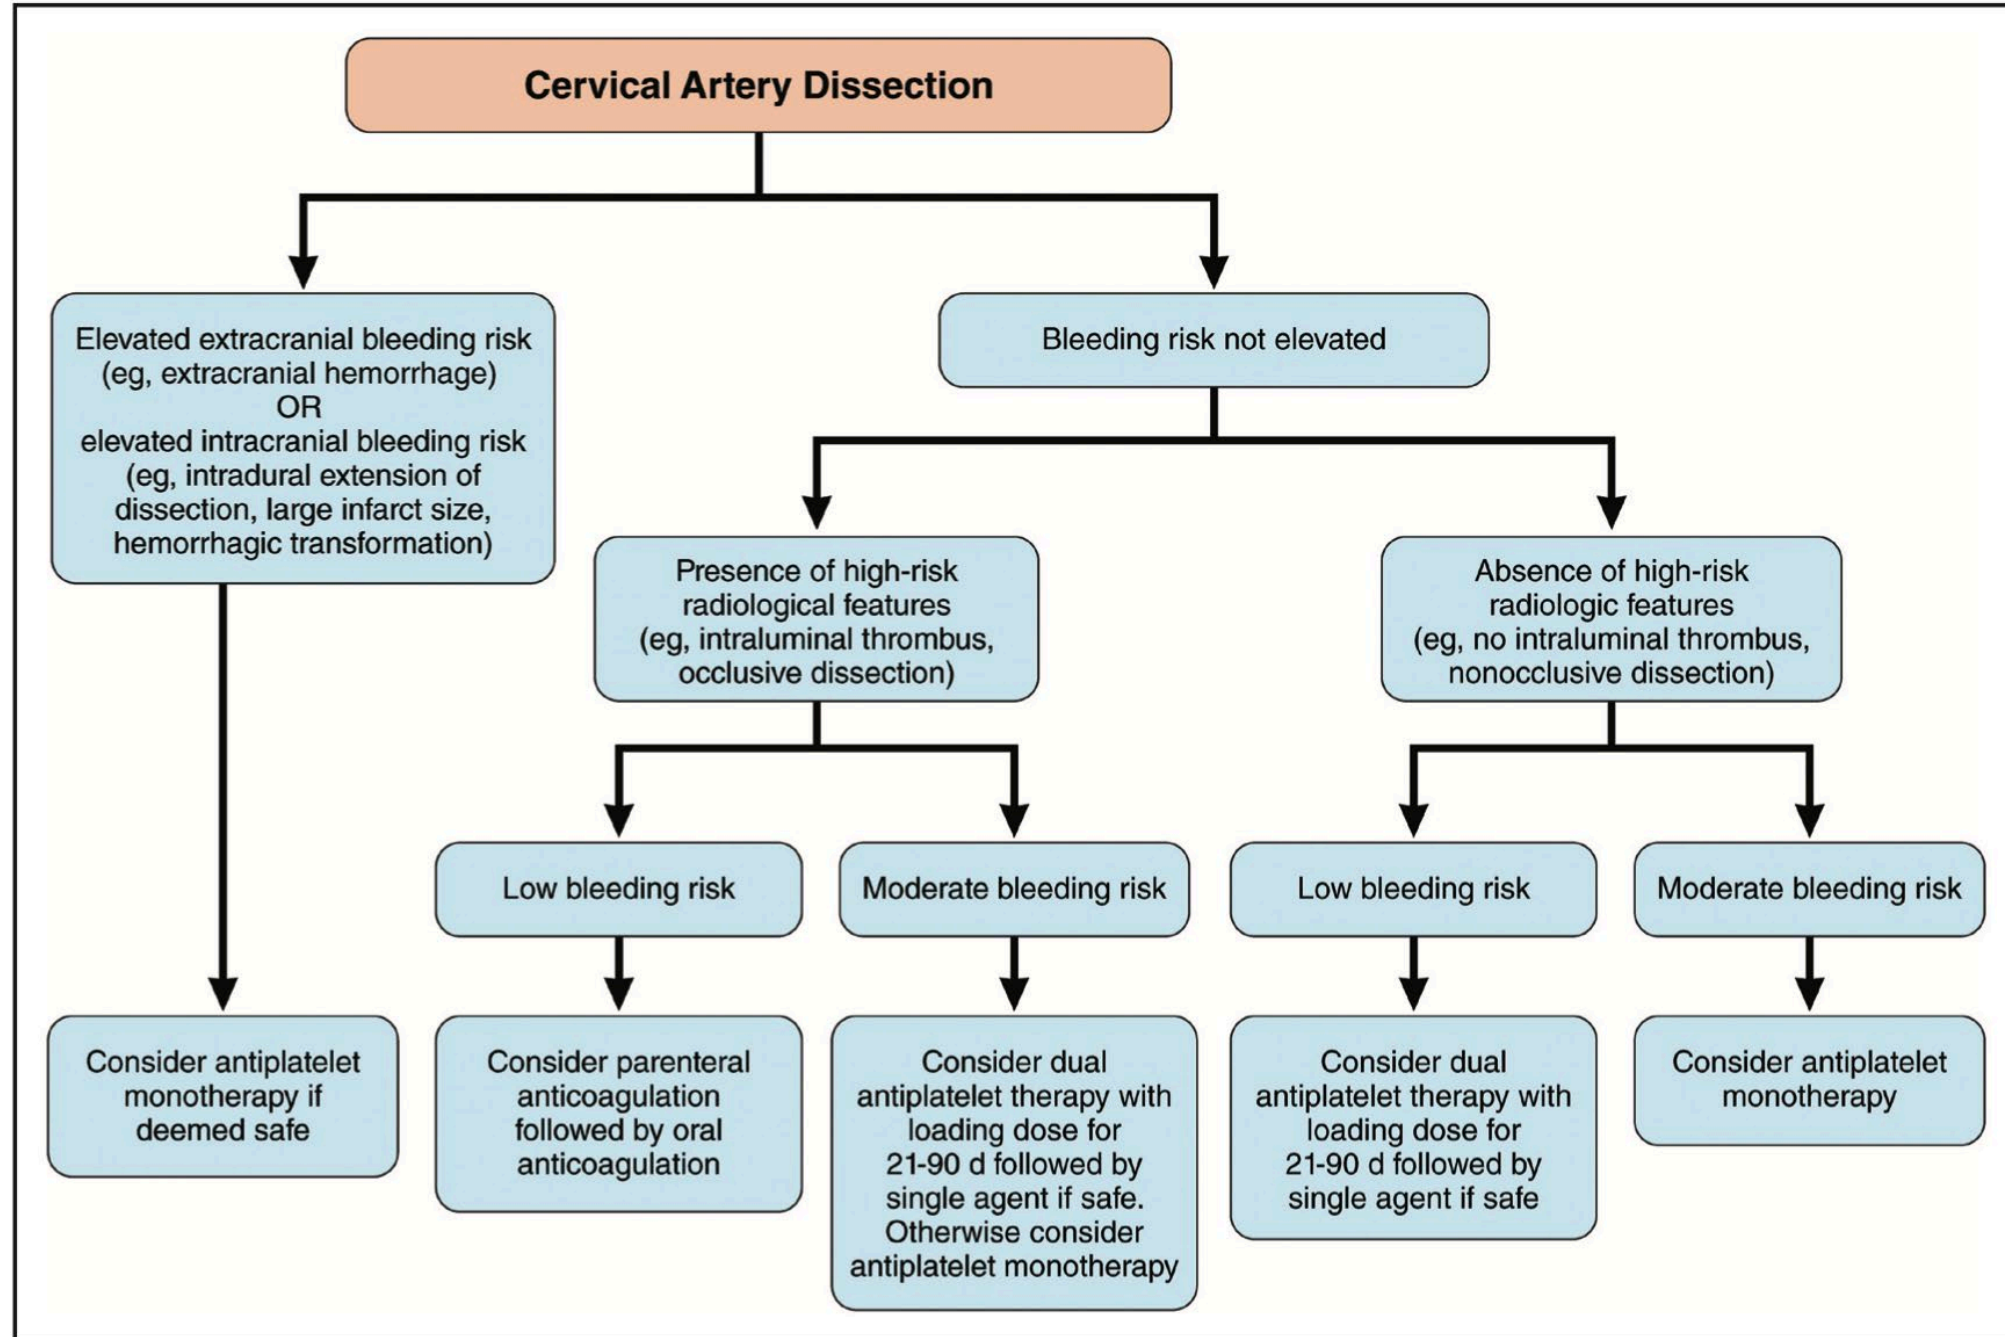 Cervical Artery Dissection
Elevated extracranial bleeding risk
(eg, extracranial hemorrhage)
OR
elevated intracranial bleeding risk
(eg, intradural extension of
dissection, large infarct size,
hemorrhagic transformation)
Bleeding risk not elevated
Presence of high-risk
radiological features
(eg, intraluminal thrombus,
occlusive dissection)
Absence of high-risk
radiologic features
(eg, no intraluminal thrombus,
nonocclusive dissection)
Low bleeding risk
Moderate bleeding risk
Low bleeding risk
Moderate bleeding risk
Consider antiplatelet
monotherapy if
deemed safe
Consider parenteral
anticoagulation
followed by oral
anticoagulation
Consider dual
antiplatelet therapy with
loading dose for
21-90 d followed by
single agent if safe.
Otherwise consider
antiplatelet monotherapy
Consider dual
antiplatelet therapy with
loading dose for
21-90 d followed by
single agent if safe
Consider antiplatelet
monotherapy